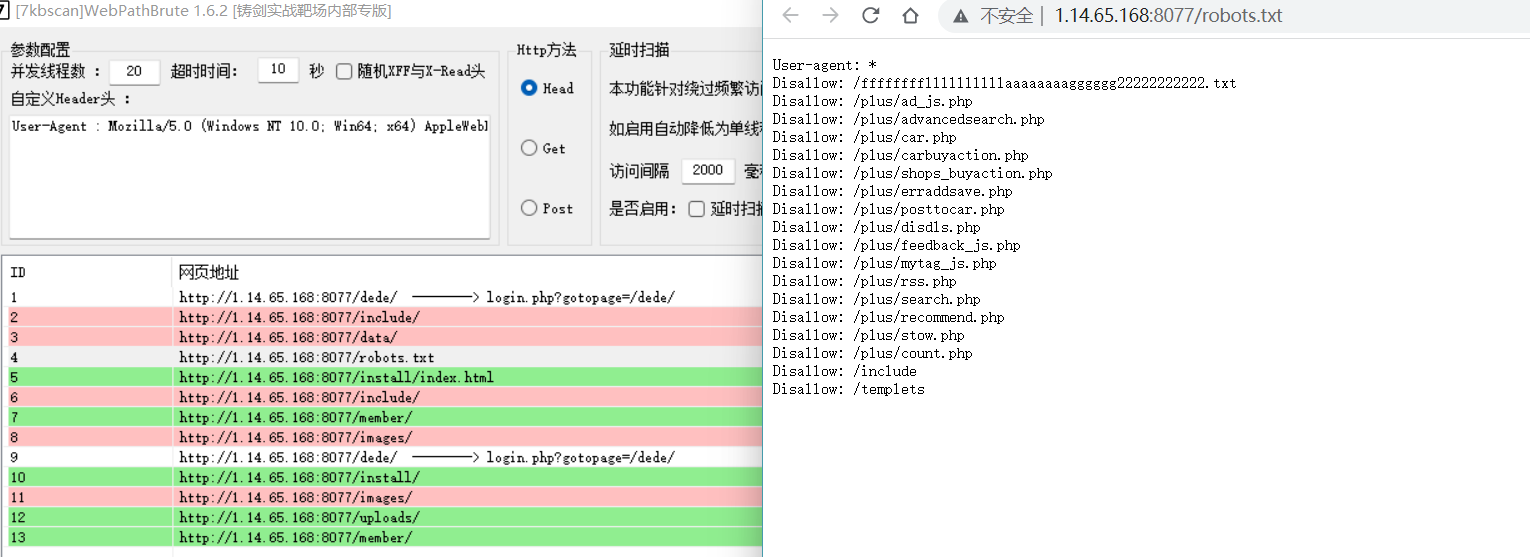 [7kbscan]WebPathBrute 1.6.2 [铸剑实战靶场内部专版]
参数配置
并发线程数 : 20 超时时间: 10 秒 随机XFF与X-Read头
自定义Header头 :
User-Agent : Mozilla/5.0 (Windows NT 10.0; Win64; x64) AppleWebl
Http方法
Head
Get
Post
延时扫描
本功能针对绕过频繁访
如启用自动降低为单线
访问间隔 2000 毫
是否启用: 延时扫
ID 网页地址
1 http://1.14.65.168:8077/dede/ ————> login.php?gotopage=/dede/
2 http://1.14.65.168:8077/include/
3 http://1.14.65.168:8077/data/
4 http://1.14.65.168:8077/robots.txt
5 http://1.14.65.168:8077/install/index.html
6 http://1.14.65.168:8077/include/
7 http://1.14.65.168:8077/member/
8 http://1.14.65.168:8077/images/
9 http://1.14.65.168:8077/dede/ ————> login.php?gotopage=/dede/
10 http://1.14.65.168:8077/install/
11 http://1.14.65.168:8077/images/
12 http://1.14.65.168:8077/uploads/
13 http://1.14.65.168:8077/member/
不安全 | 1.14.65.168:8077/robots.txt
User-agent: *
Disallow: /ffffffffllllllllllaaaaaaaagggggg22222222222.txt
Disallow: /plus/ad_js.php
Disallow: /plus/advancedsearch.php
Disallow: /plus/car.php
Disallow: /plus/carbuyaction.php
Disallow: /plus/shops_buyaction.php
Disallow: /plus/erraddsave.php
Disallow: /plus/posttocar.php
Disallow: /plus/disdls.php
Disallow: /plus/feedback_js.php
Disallow: /plus/mytag_js.php
Disallow: /plus/rss.php
Disallow: /plus/search.php
Disallow: /plus/recommend.php
Disallow: /plus/stow.php
Disallow: /plus/count.php
Disallow: /include
Disallow: /templets